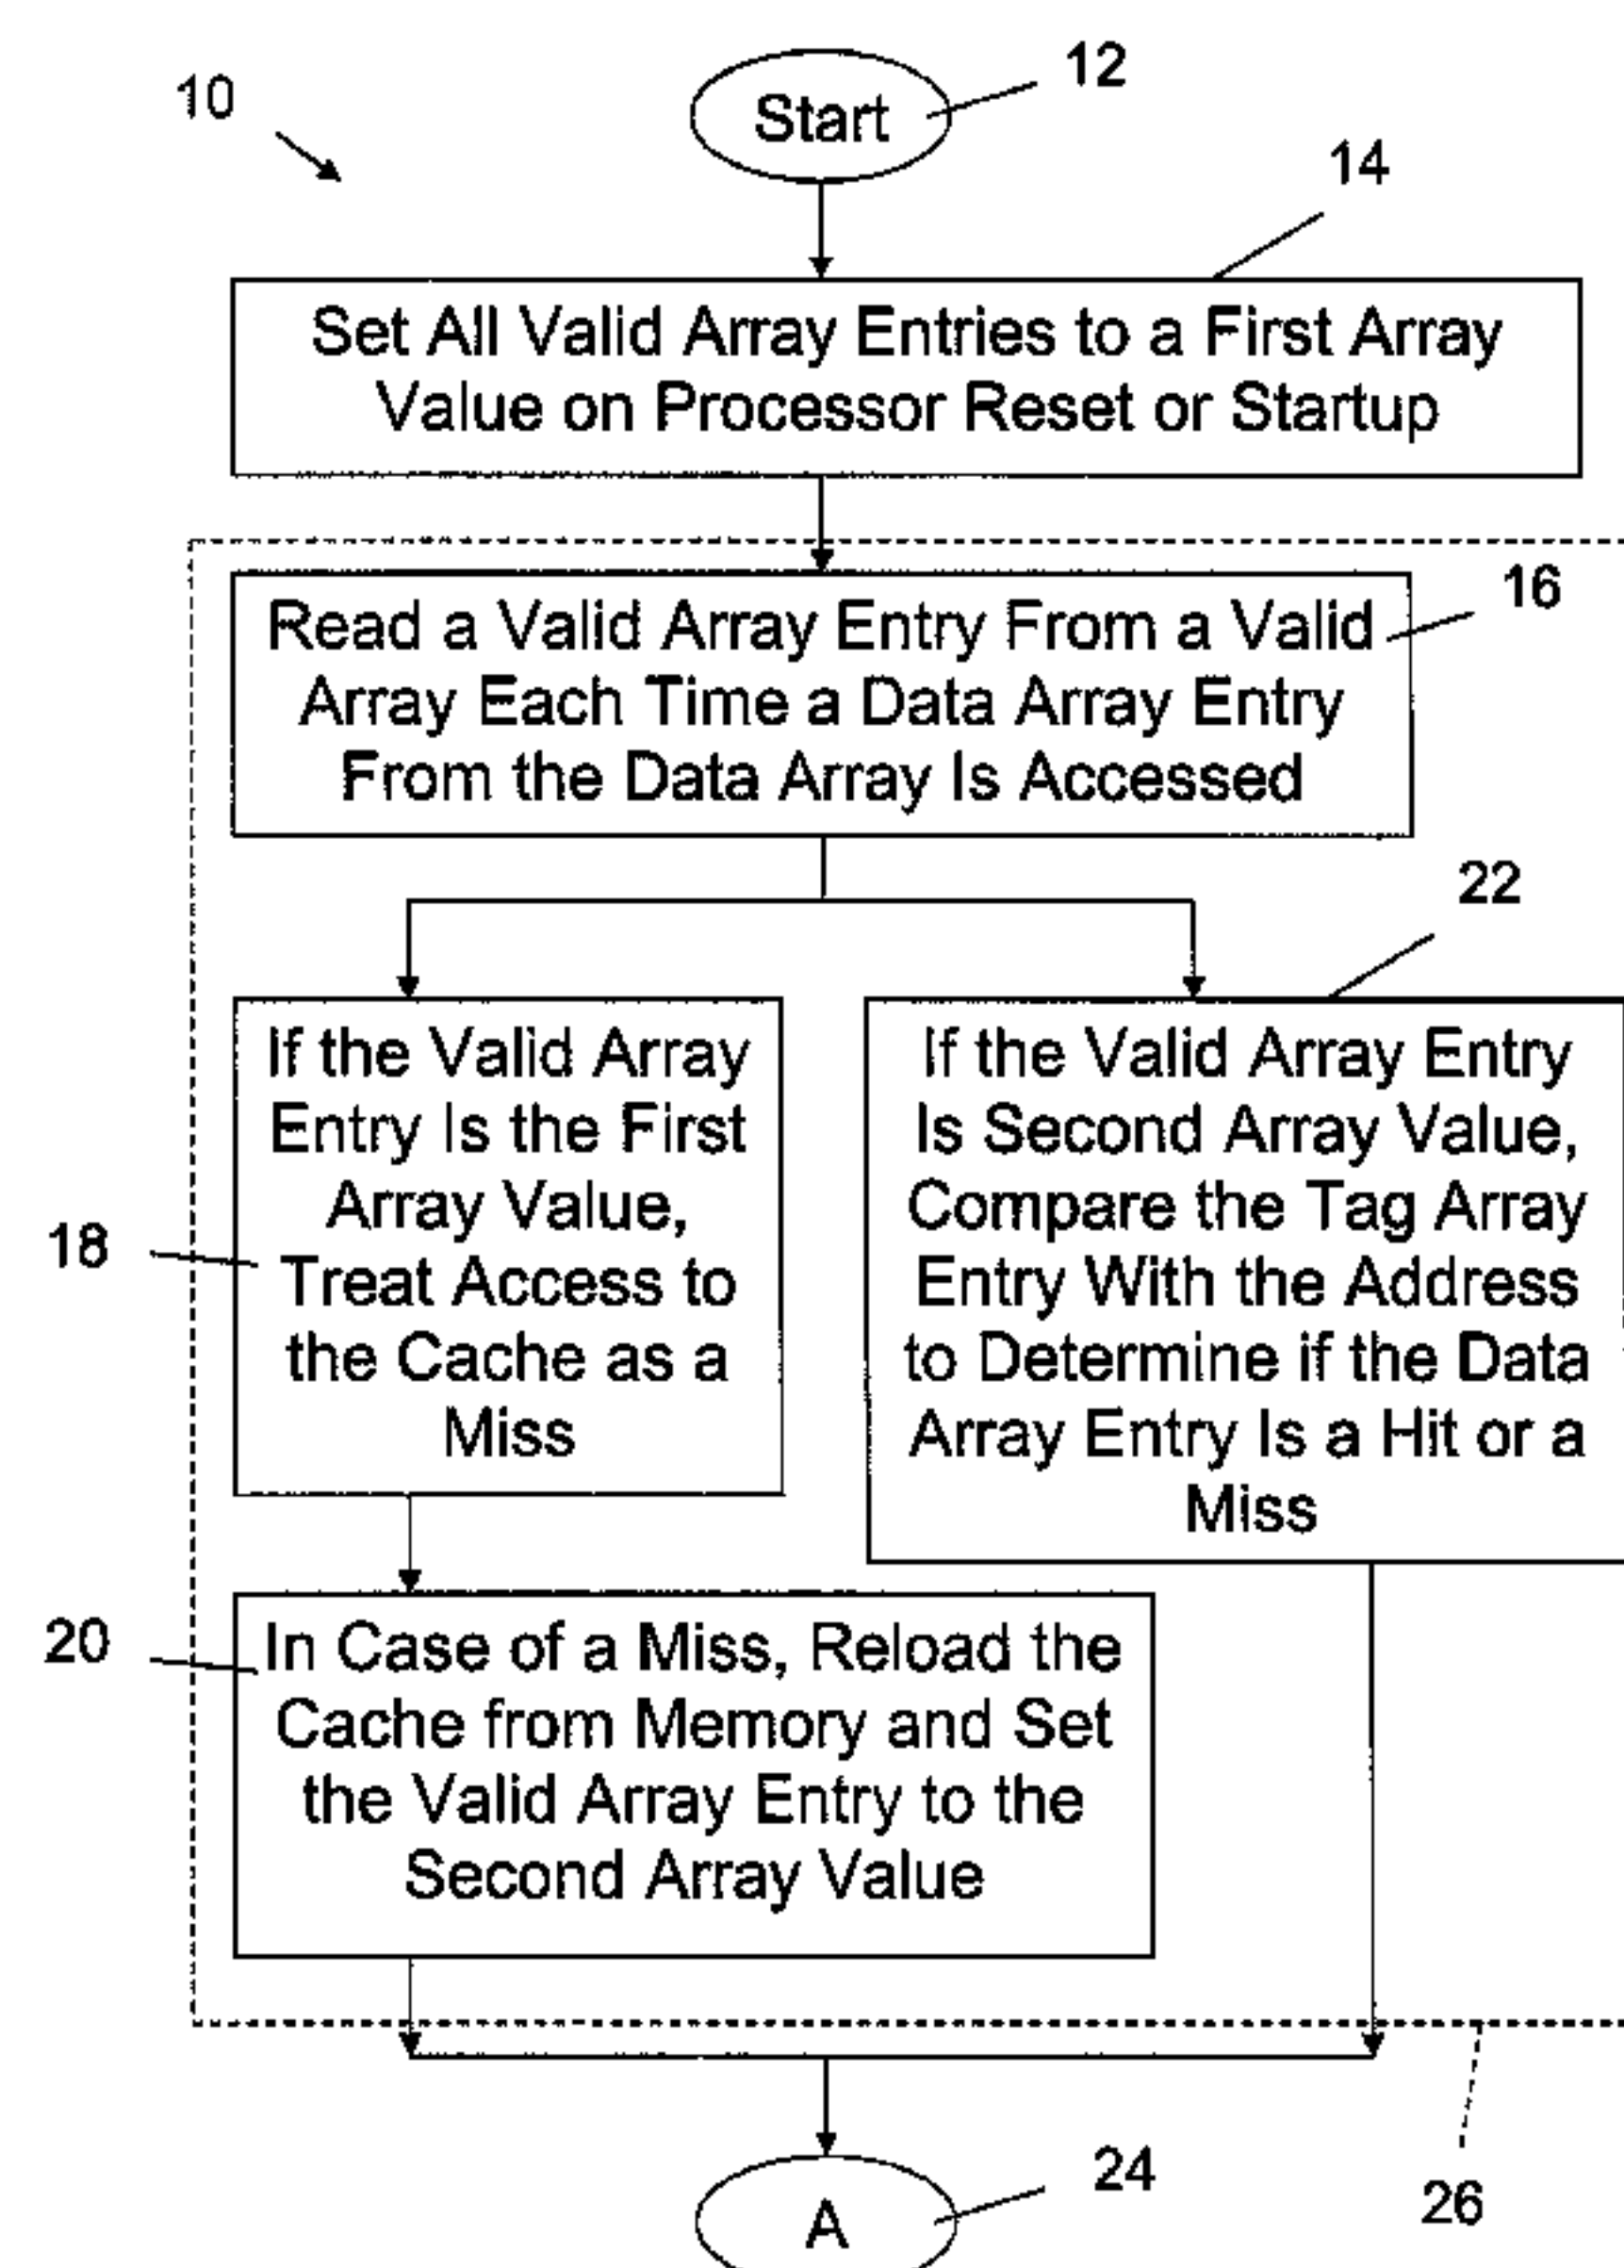 10
Start
12
14
Set All Valid Array Entries to a First Array
Value on Processor Reset or Startup
16
Read a Valid Array Entry From a Valid
Array Each Time a Data Array Entry
From the Data Array Is Accessed
22
18
If the Valid Array
Entry Is the First
Array Value,
Treat Access to
the Cache as a
Miss
If the Valid Array Entry
Is Second Array Value,
Compare the Tag Array
Entry With the Address
to Determine if the Data
Array Entry Is a Hit or a
Miss
20
In Case of a Miss, Reload the
Cache from Memory and Set
the Valid Array Entry to the
Second Array Value
A
24
26